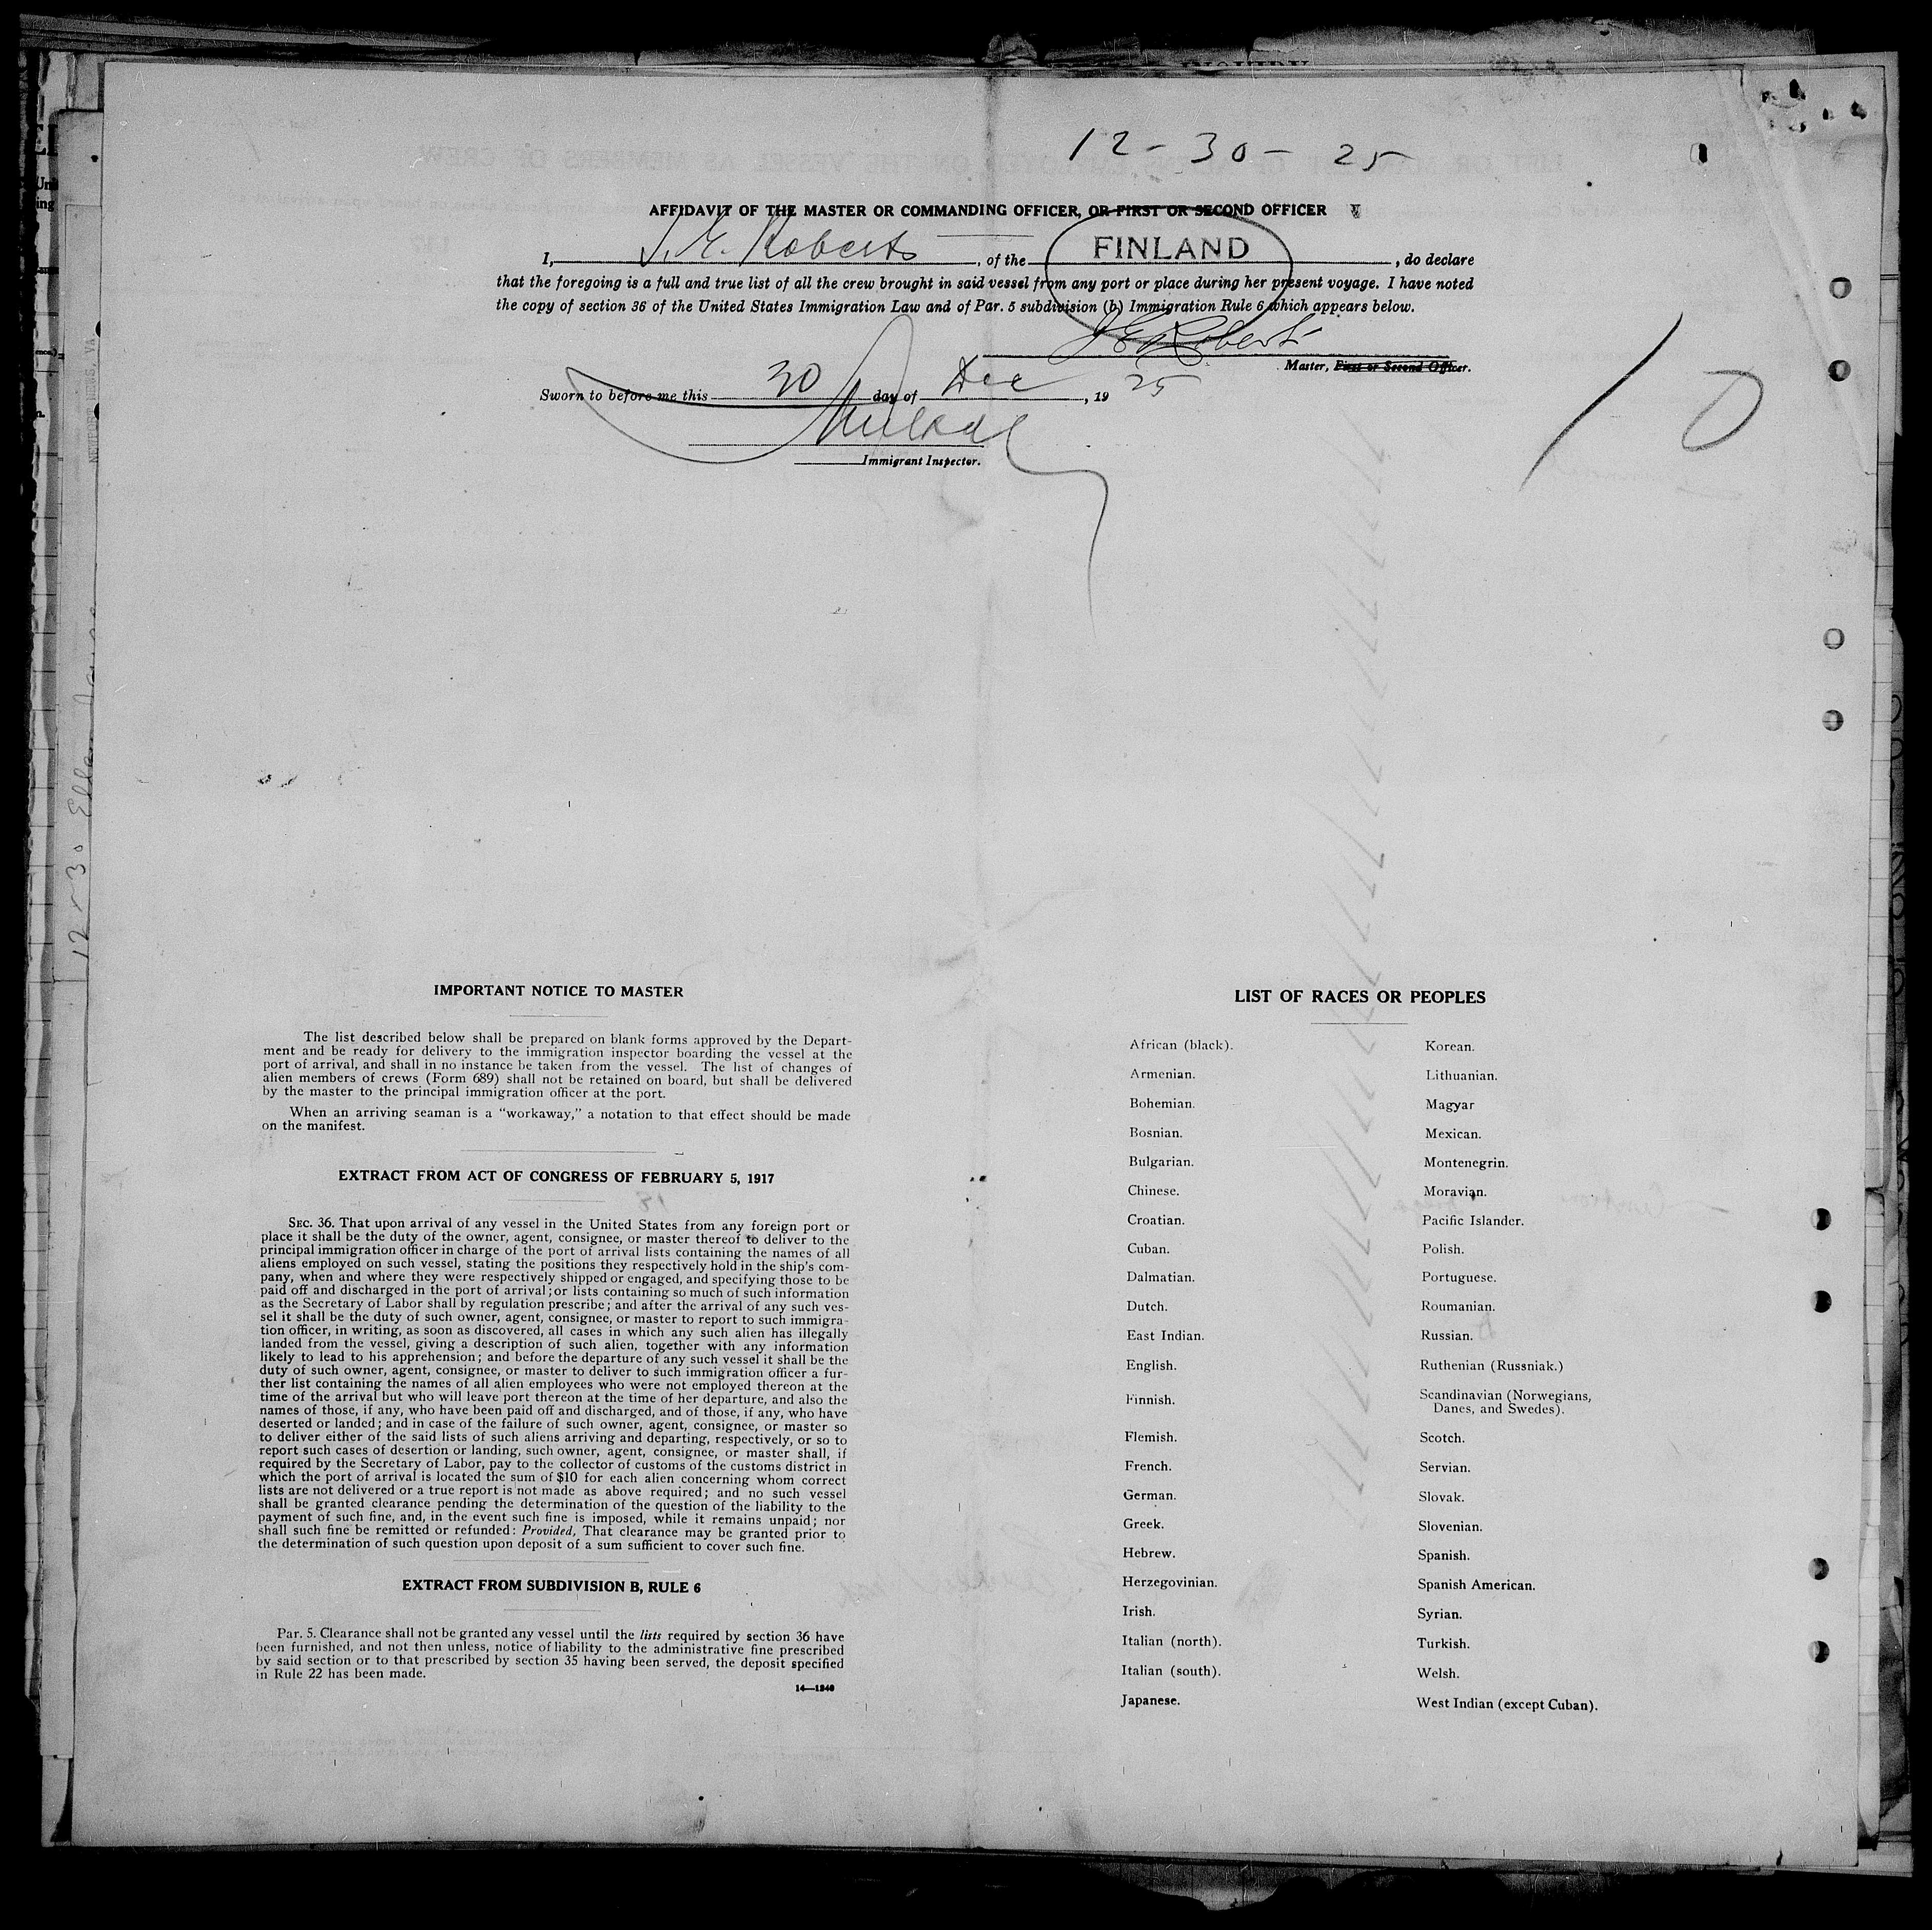 12-30-25
AFFIDAVIT OF THE MASTER OR COMMANDING OFFICER, OR FIRST OR SECOND OFFICER
I, J. E. Roberts, of the FINLAND, do declare
that the foregoing is a full and true list of all the crew brought in said vessel from any port or place during her present voyage. I have noted
the copy of section 36 of the United States Immigration Law and of Par. 5 subdivision (b) Immigration Rule 6 which appears below.
J E Roberts
Master, First or Second Officer.
Sworn to before me this 30 day of Dec, 19 25
Immigrant Inspector.
10
NEWPORT NEWS, VA
12-30
IMPORTANT NOTICE TO MASTER
The list described below shall be prepared on blank forms approved by the Depart-
ment and be ready for delivery to the immigration inspector boarding the vessel at the
port of arrival, and shall in no instance be taken from the vessel. The list of changes of
alien members of crews (Form 689) shall not be retained on board, but shall be delivered
by the master to the principal immigration officer at the port.
When an arriving seaman is a "workaway," a notation to that effect should be made
on the manifest.
EXTRACT FROM ACT OF CONGRESS OF FEBRUARY 5, 1917
SEC. 36. That upon arrival of any vessel in the United States from any foreign port or
place it shall be the duty of the owner, agent, consignee, or master thereof to deliver to the
principal immigration officer in charge of the port of arrival lists containing the names of all
aliens employed on such vessel, stating the positions they respectively hold in the ship's com-
pany, when and where they were respectively shipped or engaged, and specifying those to be
paid off and discharged in the port of arrival; or lists containing so much of such information
as the Secretary of Labor shall by regulation prescribe; and after the arrival of any such ves-
sel it shall be the duty of such owner, agent, consignee, or master to report to such immigra-
tion officer, in writing, as soon as discovered, all cases in which any such alien has illegally
landed from the vessel, giving a description of such alien, together with any information
likely to lead to his apprehension; and before the departure of any such vessel it shall be the
duty of such owner, agent, consignee, or master to deliver to such immigration officer a fur-
ther list containing the names of all alien employees who were not employed thereon at the
time of the arrival but who will leave port thereon at the time of her departure, and also the
names of those, if any, who have been paid off and discharged, and of those, if any, who have
deserted or landed; and in case of the failure of such owner, agent, consignee, or master so
to deliver either of the said lists of such aliens arriving and departing, respectively, or so to
report such cases of desertion or landing, such owner, agent, consignee, or master shall, if
required by the Secretary of Labor, pay to the collector of customs of the customs district in
which the port of arrival is located the sum of $10 for each alien concerning whom correct
lists are not delivered or a true report is not made as above required; and no such vessel
shall be granted clearance pending the determination of the question of the liability to the
payment of such fine, and, in the event such fine is imposed, while it remains unpaid; nor
shall such fine be remitted or refunded: Provided, That clearance may be granted prior to
the determination of such question upon deposit of a sum sufficient to cover such fine.
EXTRACT FROM SUBDIVISION B, RULE 6
Par. 5. Clearance shall not be granted any vessel until the lists required by section 36 have
been furnished, and not then unless, notice of liability to the administrative fine prescribed
by said section or to that prescribed by section 35 having been served, the deposit specified
in Rule 22 has been made.
14—1240
LIST OF RACES OR PEOPLES
African (black).
Armenian.
Bohemian.
Bosnian.
Bulgarian.
Chinese.
Croatian.
Cuban.
Dalmatian.
Dutch.
East Indian.
English.
Finnish.
Flemish.
French.
German.
Greek.
Hebrew.
Herzegovinian.
Irish.
Italian (north).
Italian (south).
Japanese.
Korean.
Lithuanian.
Magyar
Mexican.
Montenegrin.
Moravian.
Pacific Islander.
Polish.
Portuguese.
Roumanian.
Russian.
Ruthenian (Russniak.)
Scandinavian (Norwegians,
Danes, and Swedes).
Scotch.
Servian.
Slovak.
Slovenian.
Spanish.
Spanish American.
Syrian.
Turkish.
Welsh.
West Indian (except Cuban).